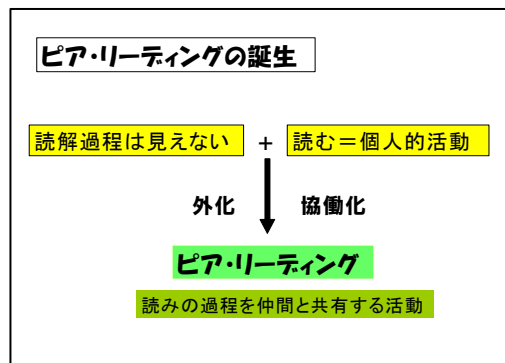 ピア・リーディングの誕生
読解過程は見えない + 読む=個人的活動
外化 協働化
ピア・リーディング
読みの過程を仲間と共有する活動